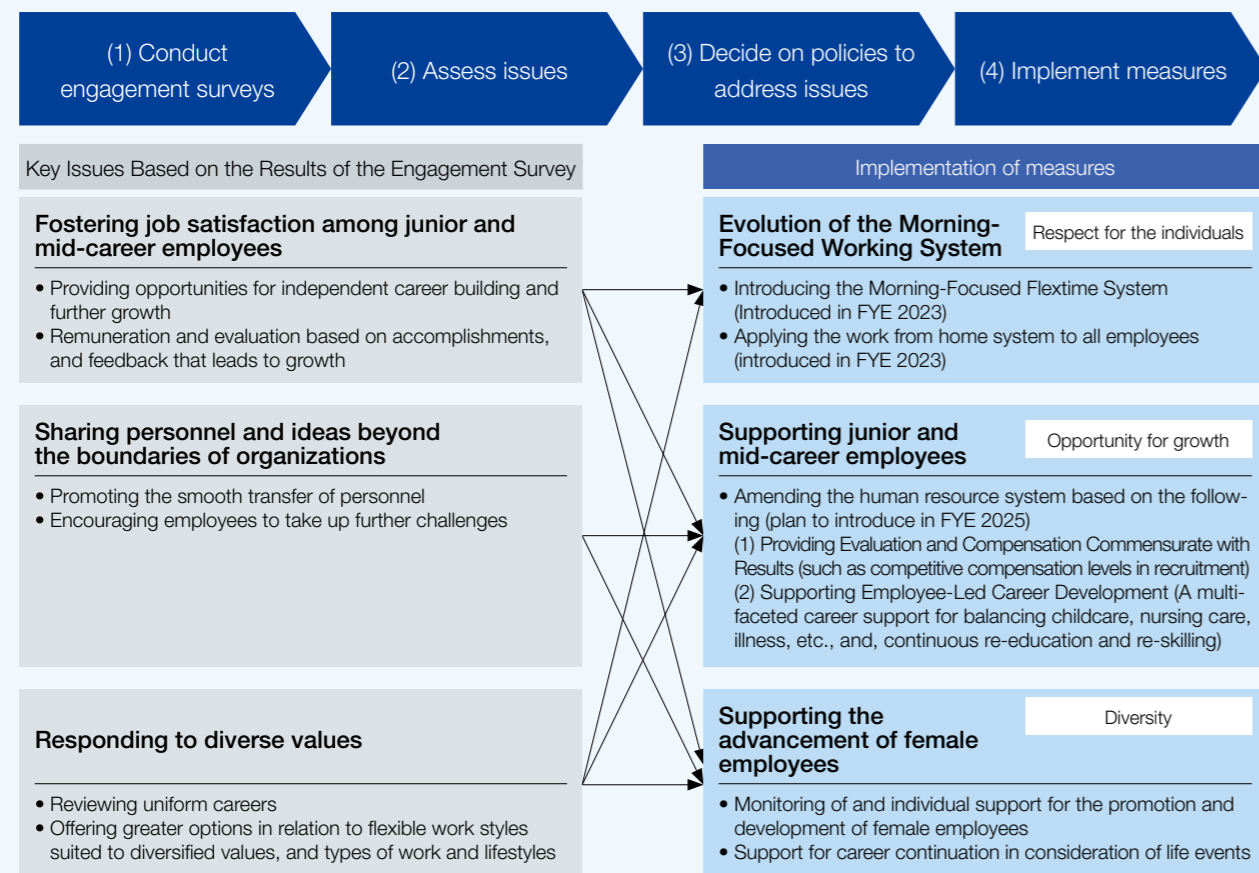 (1) Conduct
engagement surveys
(2) Assess issues
(3) Decide on policies to
address issues
(4) Implement measures
Key Issues Based on the Results of the Engagement Survey
Fostering job satisfaction among junior and
mid-career employees
• Providing opportunities for independent career building and
further growth
• Remuneration and evaluation based on accomplishments,
and feedback that leads to growth
Sharing personnel and ideas beyond
the boundaries of organizations
• Promoting the smooth transfer of personnel
• Encouraging employees to take up further challenges
Responding to diverse values
• Reviewing uniform careers
• Offering greater options in relation to flexible work styles
suited to diversified values, and types of work and lifestyles
Implementation of measures
Evolution of the Morning-
Focused Working System
Respect for the individuals
• Introducing the Morning-Focused Flextime System
(Introduced in FYE 2023)
• Applying the work from home system to all employees
(introduced in FYE 2023)
Supporting junior and
mid-career employees
Opportunity for growth
• Amending the human resource system based on the follow-
ing (plan to introduce in FYE 2025)
(1) Providing Evaluation and Compensation Commensurate with
Results (such as competitive compensation levels in recruitment)
(2) Supporting Employee-Led Career Development (A multi-
faceted career support for balancing childcare, nursing care,
illness, etc., and, continuous re-education and re-skilling)
Supporting the
advancement of female
employees
Diversity
• Monitoring of and individual support for the promotion and
development of female employees
• Support for career continuation in consideration of life events